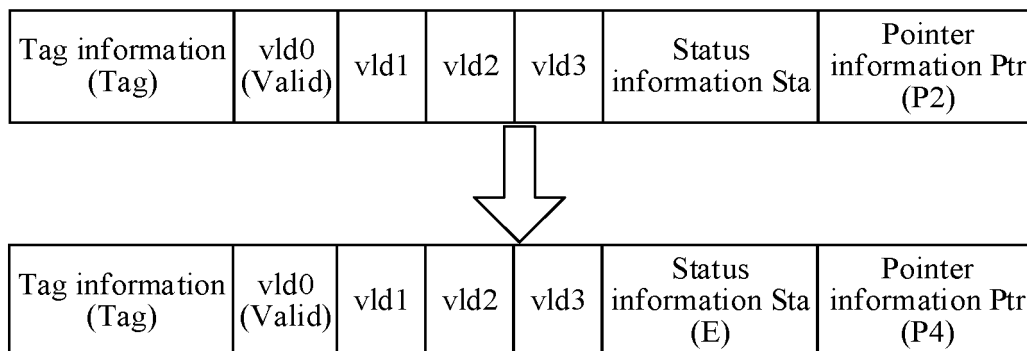 Tag information
(Tag)
vld0
(Valid)
vld1
vld2
vld3
Status
information Sta
Pointer
information Ptr
(P2)
Tag information
(Tag)
vld0
(Valid)
vld1
vld2
vld3
Status
information Sta
(E)
Pointer
information Ptr
(P4)